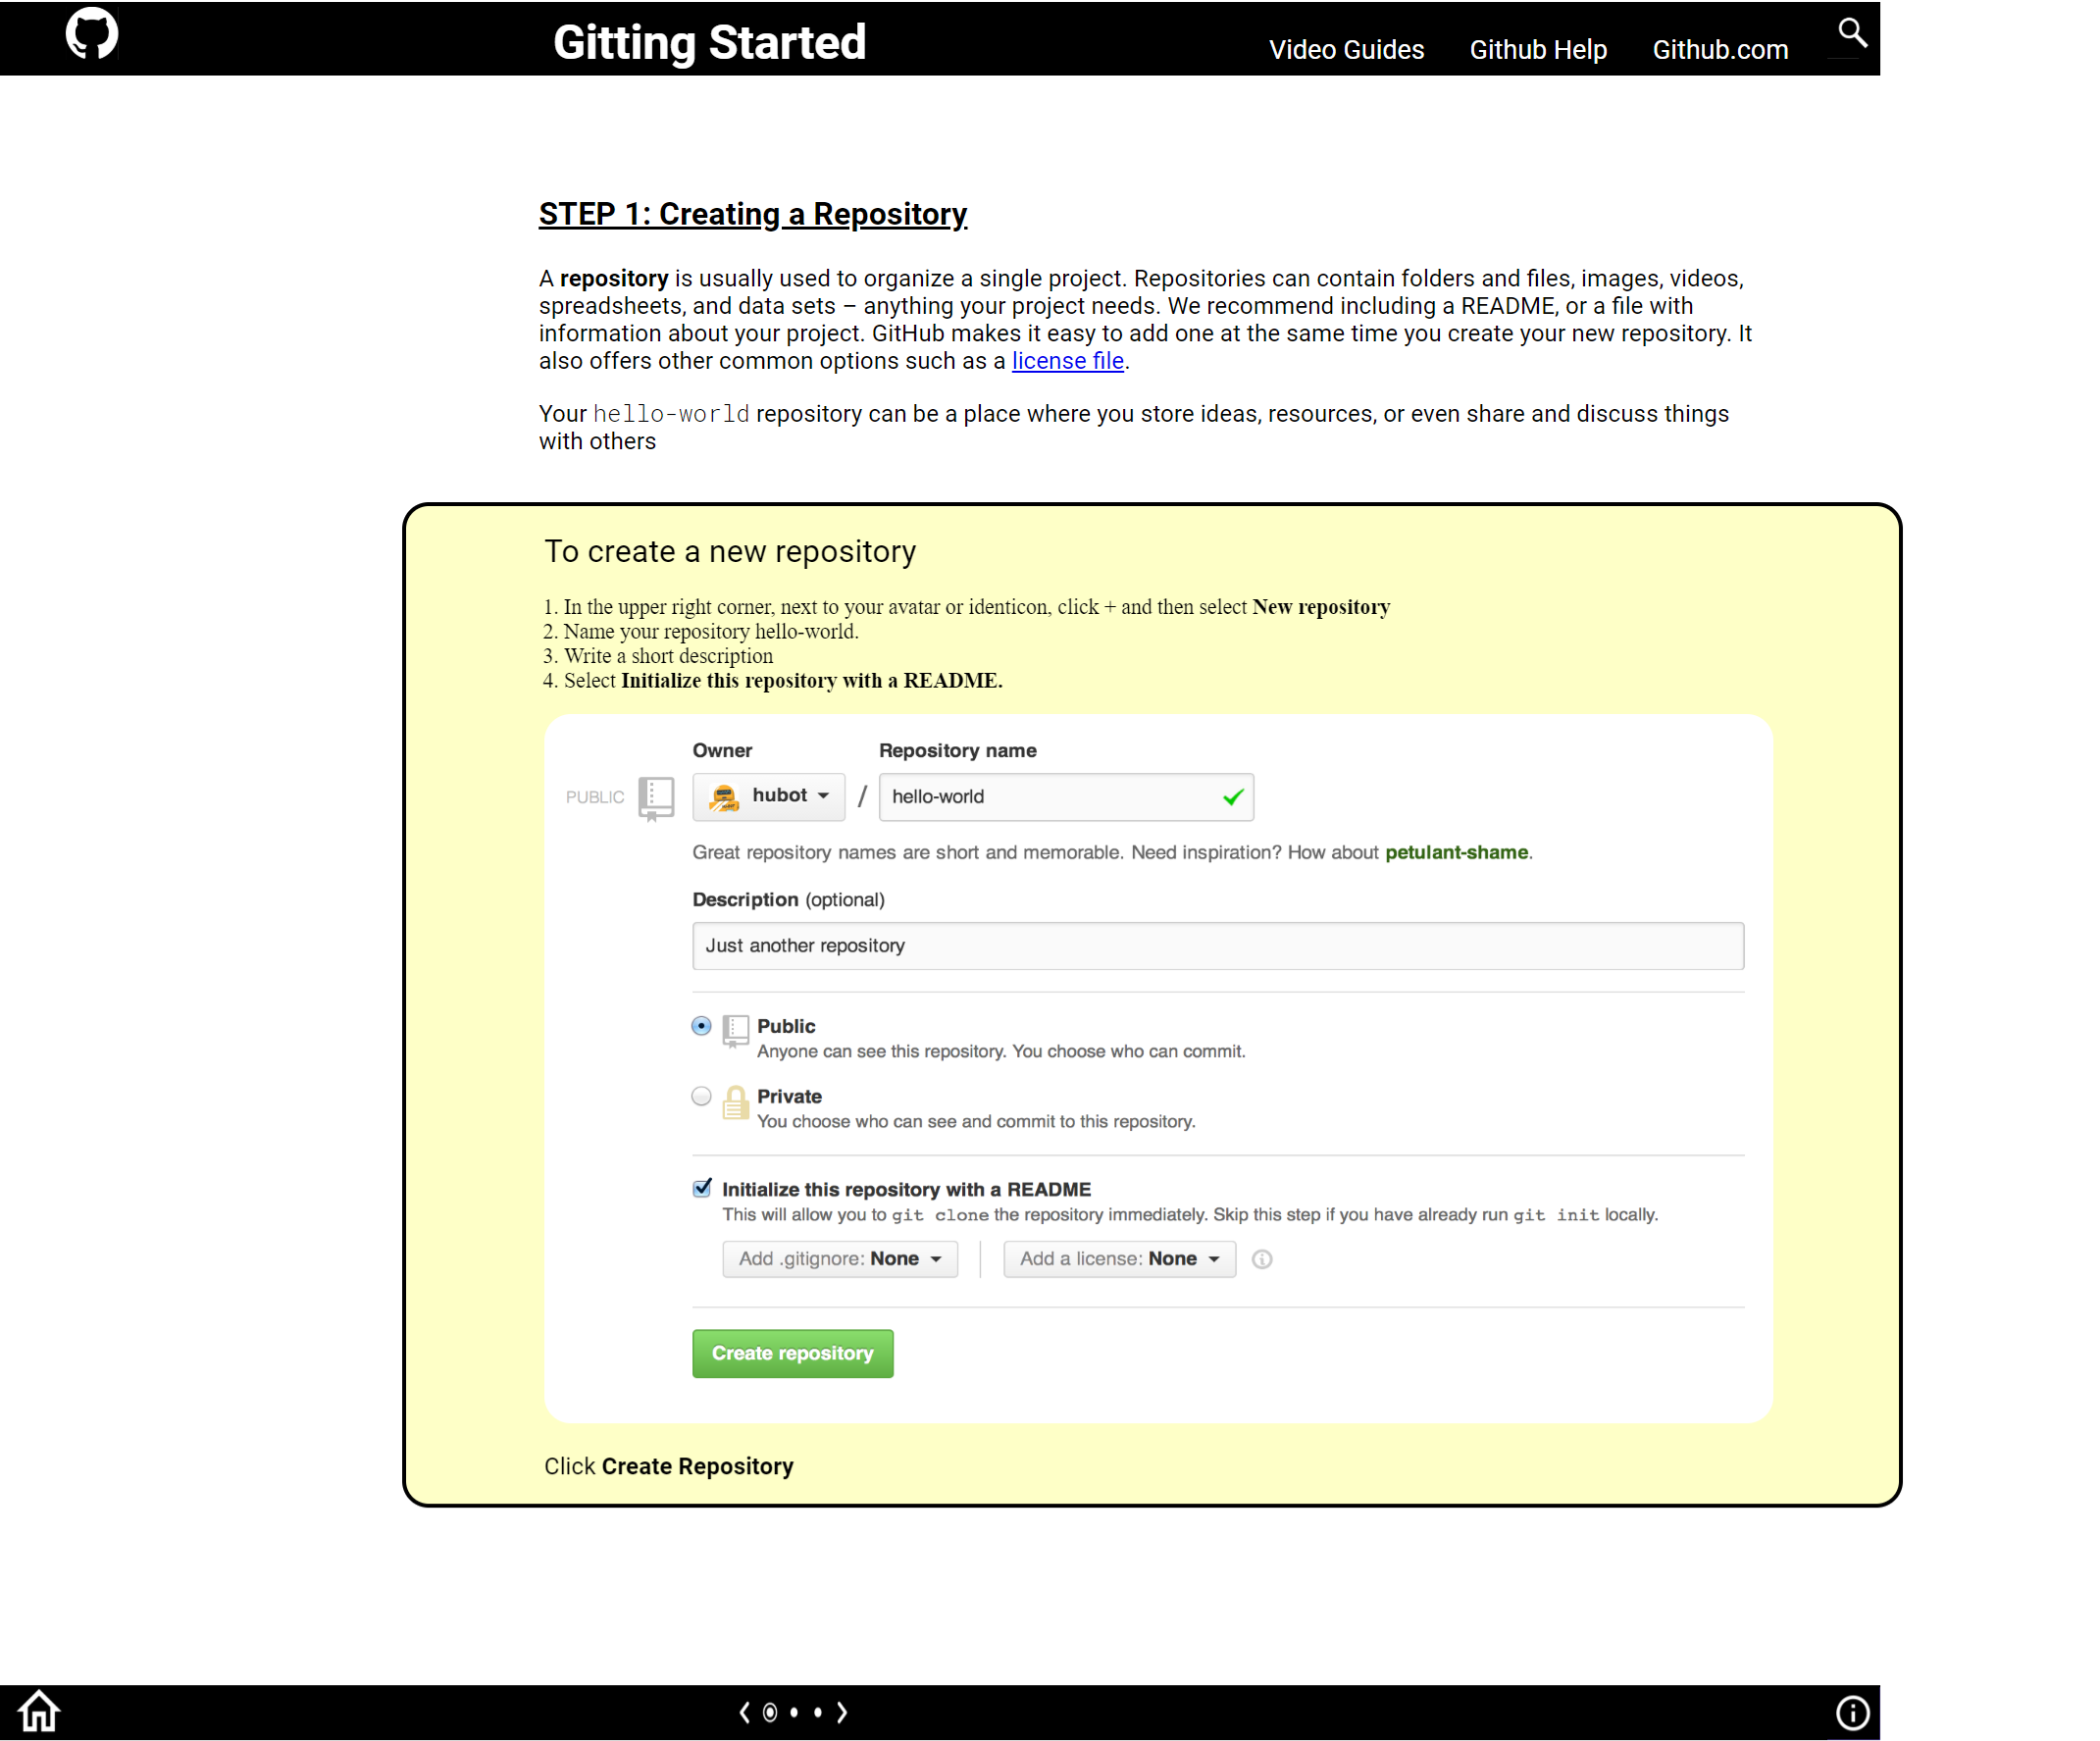 Gitting Started
Video Guides Github Help Github.com
STEP 1: Creating a Repository
A repository is usually used to organize a single project. Repositories can contain folders and files, images, videos,
spreadsheets, and data sets – anything your project needs. We recommend including a README, or a file with
information about your project. GitHub makes it easy to add one at the same time you create your new repository. It
also offers other common options such as a license file.
Your hello-world repository can be a place where you store ideas, resources, or even share and discuss things
with others
To create a new repository
1. In the upper right corner, next to your avatar or identicon, click + and then select New repository
2. Name your repository hello-world.
3. Write a short description
4. Select Initialize this repository with a README.
Owner Repository name
PUBLIC hubot / hello-world
Great repository names are short and memorable. Need inspiration? How about petulant-shame.
Description (optional)
Just another repository
Public
Anyone can see this repository. You choose who can commit.
Private
You choose who can see and commit to this repository.
Initialize this repository with a README
This will allow you to git clone the repository immediately. Skip this step if you have already run git init locally.
Add .gitignore: None Add a license: None
Create repository
Click Create Repository